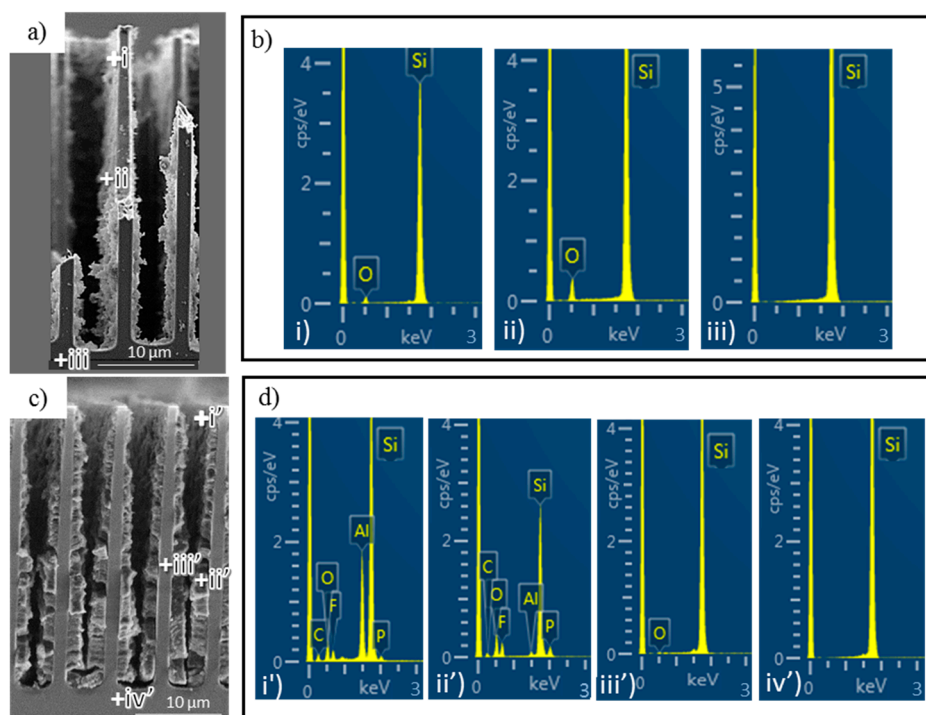 a)
+i
+ii
+iii
10 µm
b)
4
2
0
cps/eV
Si
O
0
keV
3
i)
4
2
0
cps/eV
Si
O
0
keV
3
ii)
5
0
cps/eV
Si
0
keV
3
iii)
c)
+i'
+iii'
+ii'
+iv'
10 µm
d)
4
2
0
cps/eV
Si
Al
O
F
C
P
0
keV
3
i')
4
2
0
cps/eV
Si
C
O
F
Al
P
0
keV
3
ii')
4
2
0
cps/eV
Si
O
0
keV
3
iii')
4
2
0
cps/eV
Si
0
keV
3
iv')